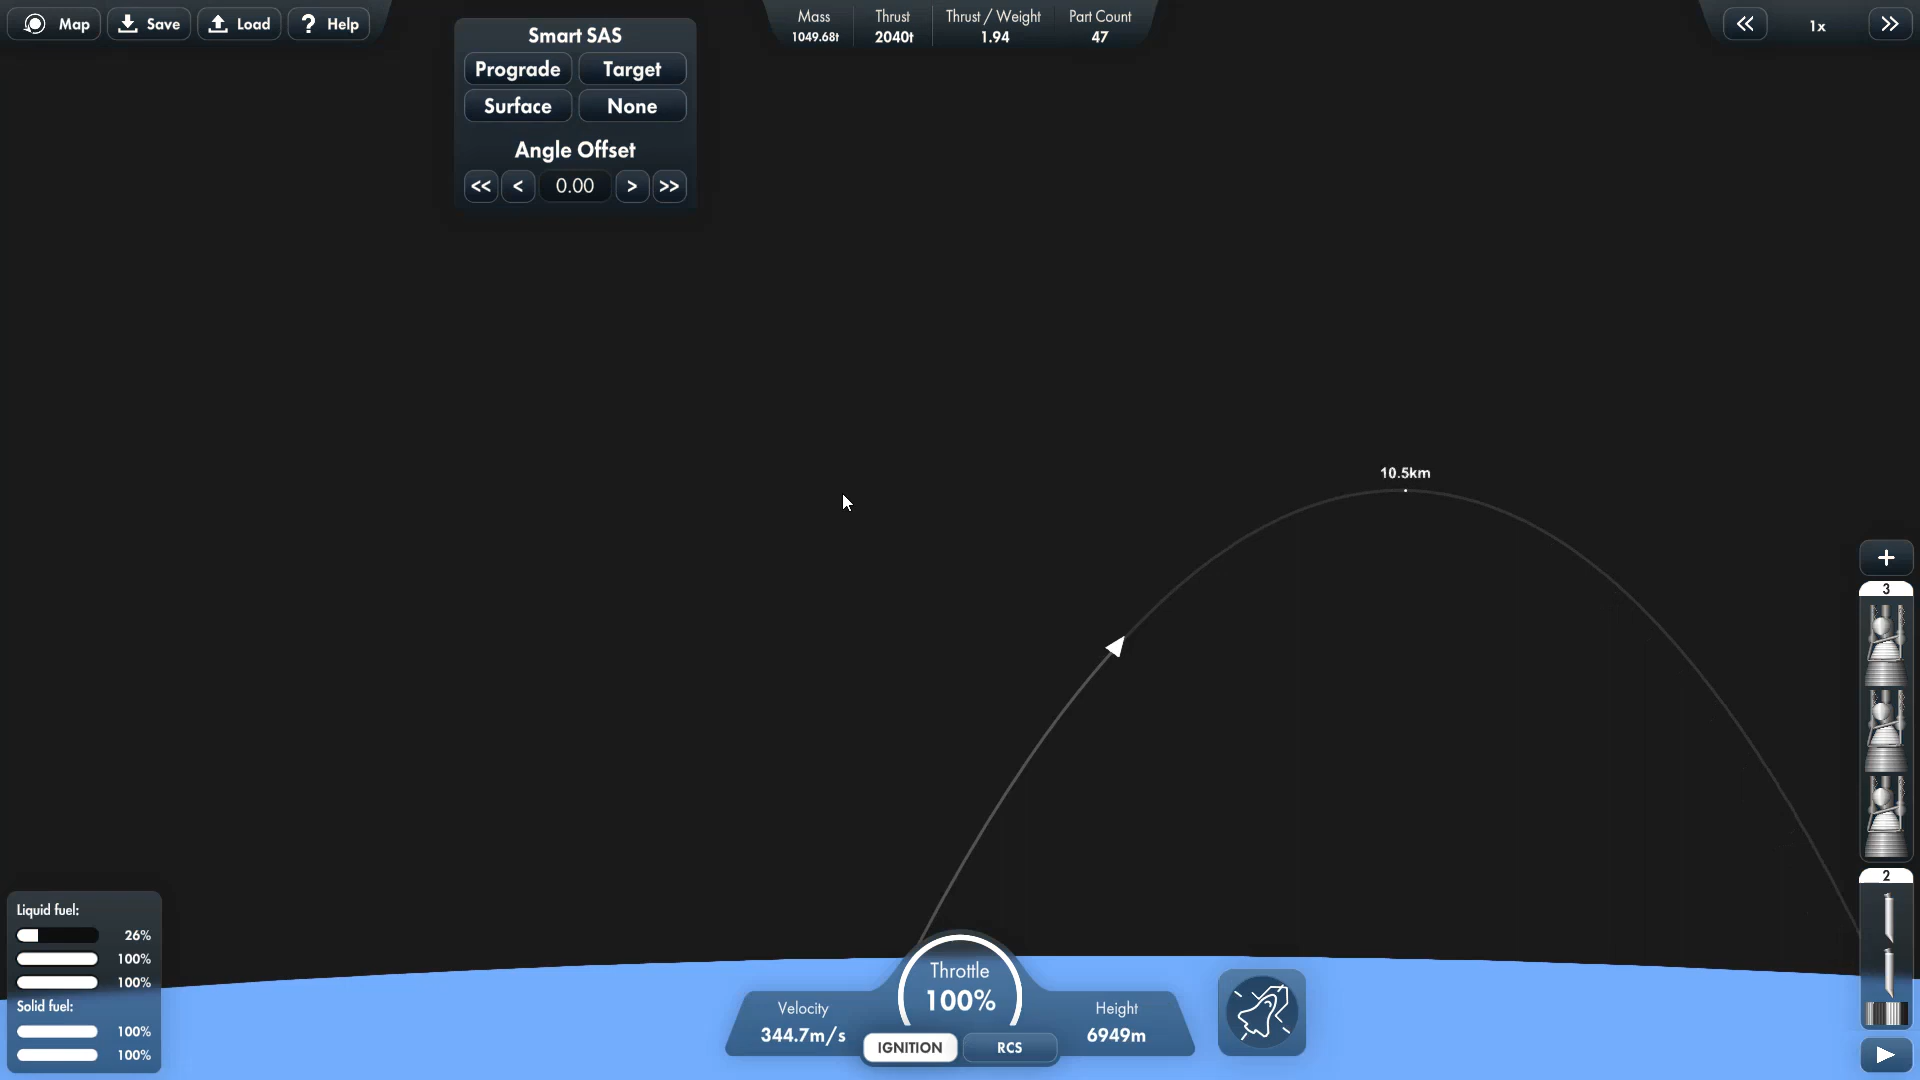 Map
Save
Load
? Help
Smart SAS
Prograde
Target
Surface
None
Angle Offset
<<
<
0.00
>
>>
Mass
1049.68t
Thrust
2040t
Thrust / Weight
1.94
Part Count
47
1x
10.5km
+
3
2
Liquid fuel:
26%
100%
100%
Solid fuel:
100%
100%
Throttle
100%
Velocity
344.7m/s
IGNITION
RCS
Height
6949m